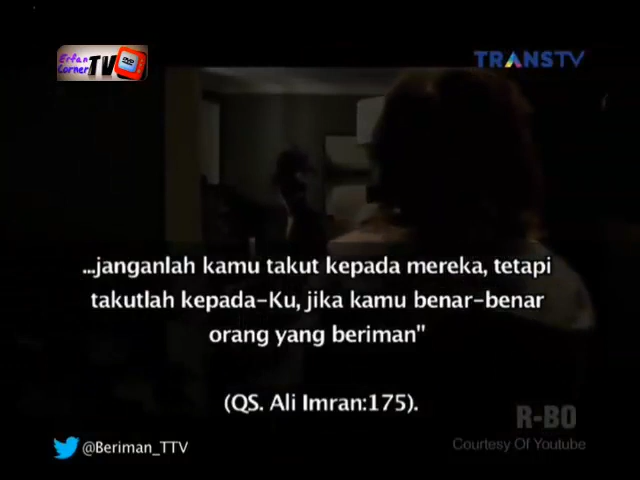 Erfan
Corner TV
DVD
TRANSTV
...janganlah kamu takut kepada mereka, tetapi
takutlah kepada-Ku, jika kamu benar-benar
orang yang beriman"
(QS. Ali Imran:175).
R-BO
Courtesy Of Youtube
@Beriman_TTV